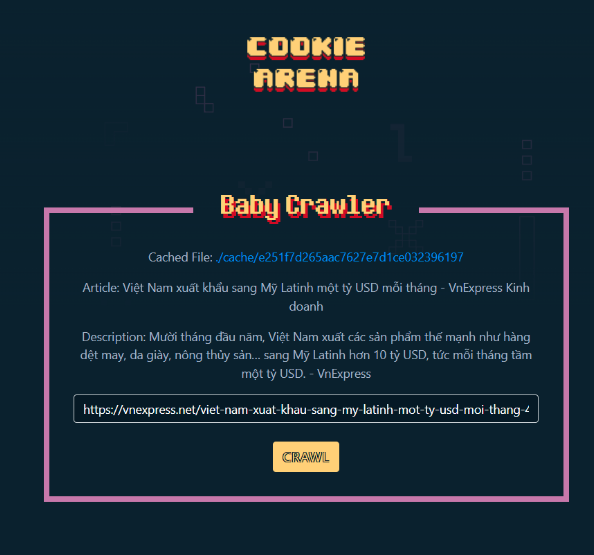 COOKIE
ARENA
Baby Crawler
Cached File: ./cache/e251f7d265aac7627e7d1ce032396197
Article: Việt Nam xuất khẩu sang Mỹ Latinh một tỷ USD mỗi tháng - VnExpress Kinh
doanh
Description: Mười tháng đầu năm, Việt Nam xuất các sản phẩm thế mạnh như hàng
dệt may, da giày, nông thủy sản... sang Mỹ Latinh hơn 10 tỷ USD, tức mỗi tháng tầm
một tỷ USD. - VnExpress
https://vnexpress.net/viet-nam-xuat-khau-sang-my-latinh-mot-ty-usd-moi-thang-4
CRAWL